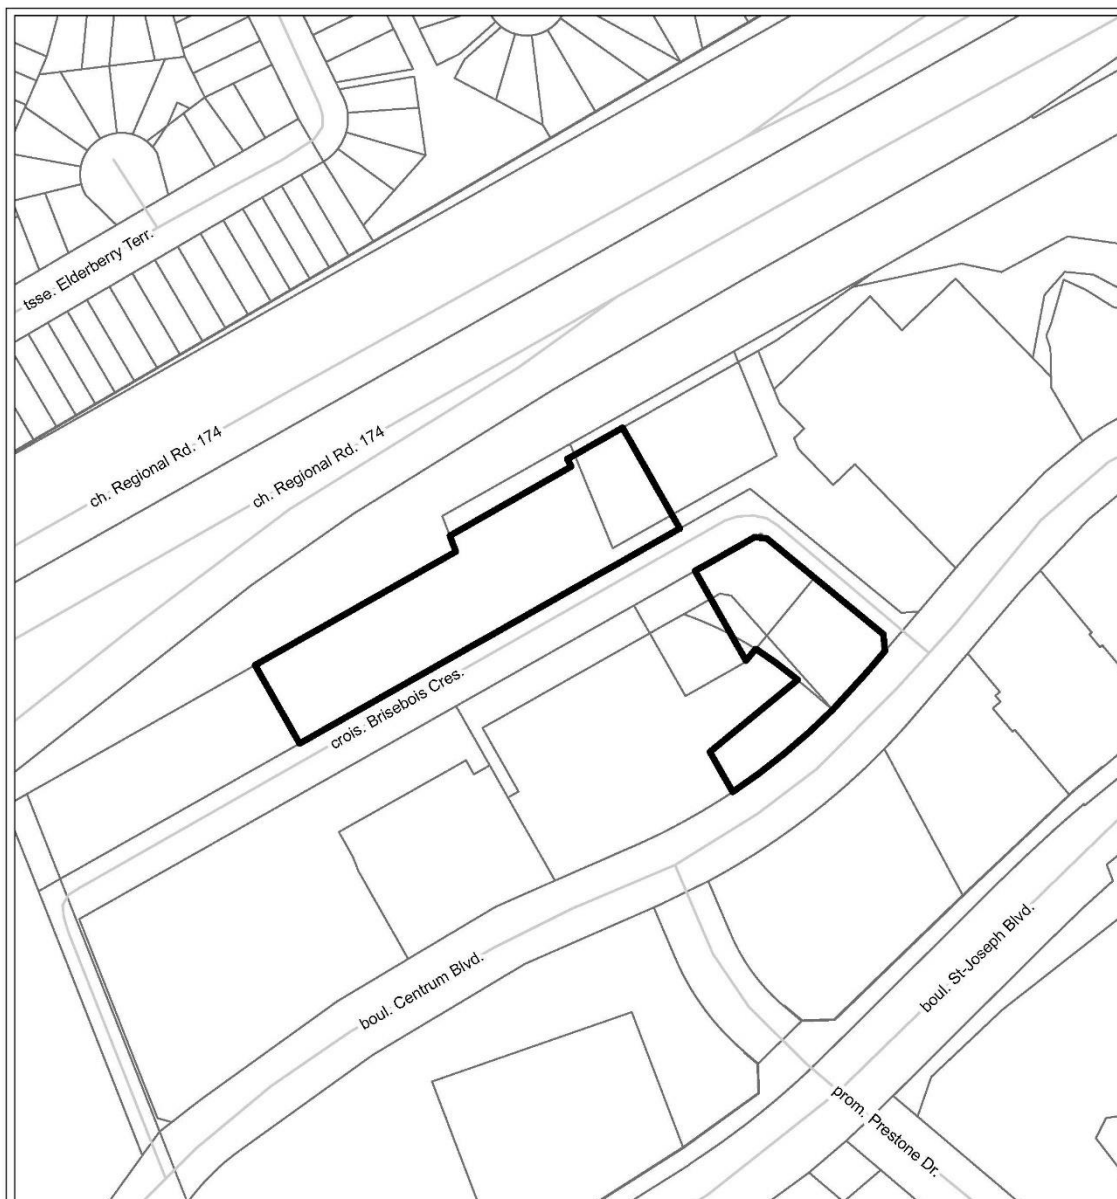 tsse. Elderberry Terr.
ch. Regional Rd. 174
ch. Regional Rd. 174
crois. Brisebois Cres.
boul. Centrum Blvd.
boul. St-Joseph Blvd.
prom. Prestone Dr.